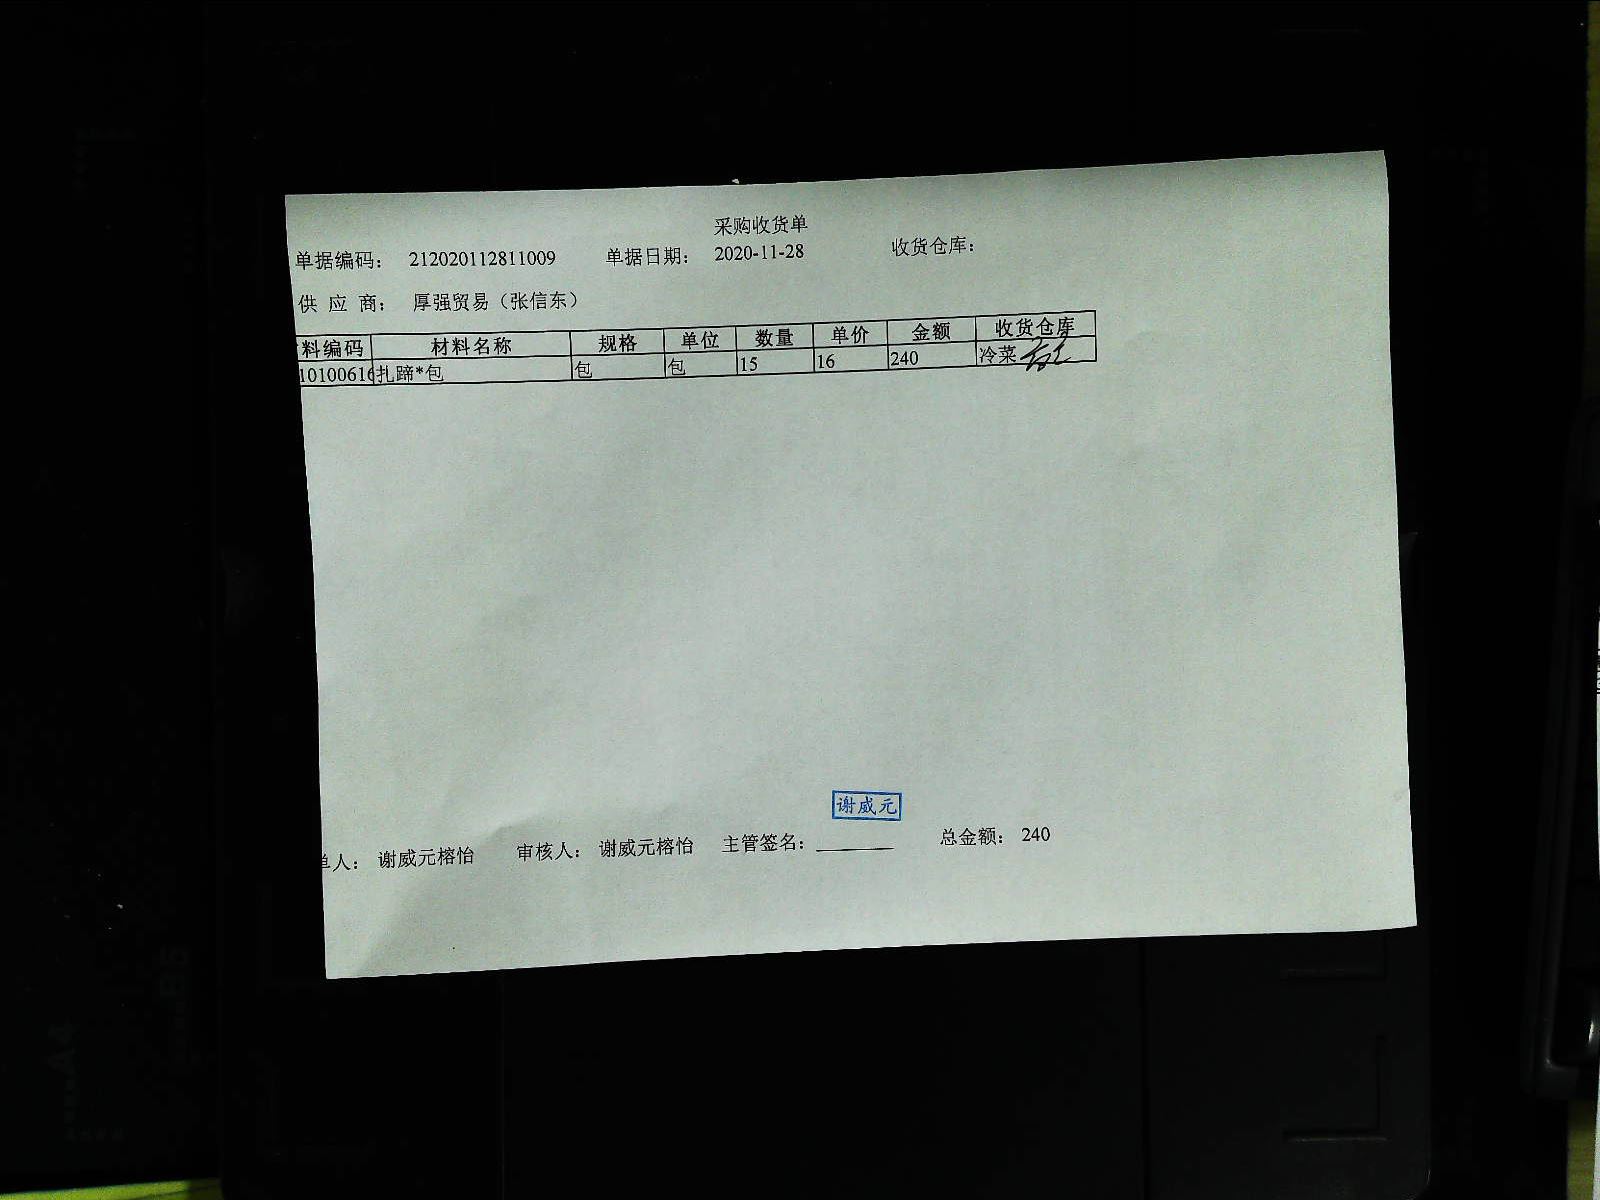 采购收货单
单据编码： 212020112811009 单据日期： 2020-11-28 收货仓库：
供 应 商： 厚强贸易（张信东）
料编码 材料名称 规格 单位 数量 单价 金额 收货仓库
10100616 扎蹄*包 包 包 15 16 240 冷菜
谢威元
单人： 谢威元榕怡 审核人： 谢威元榕怡 主管签名： 总金额： 240